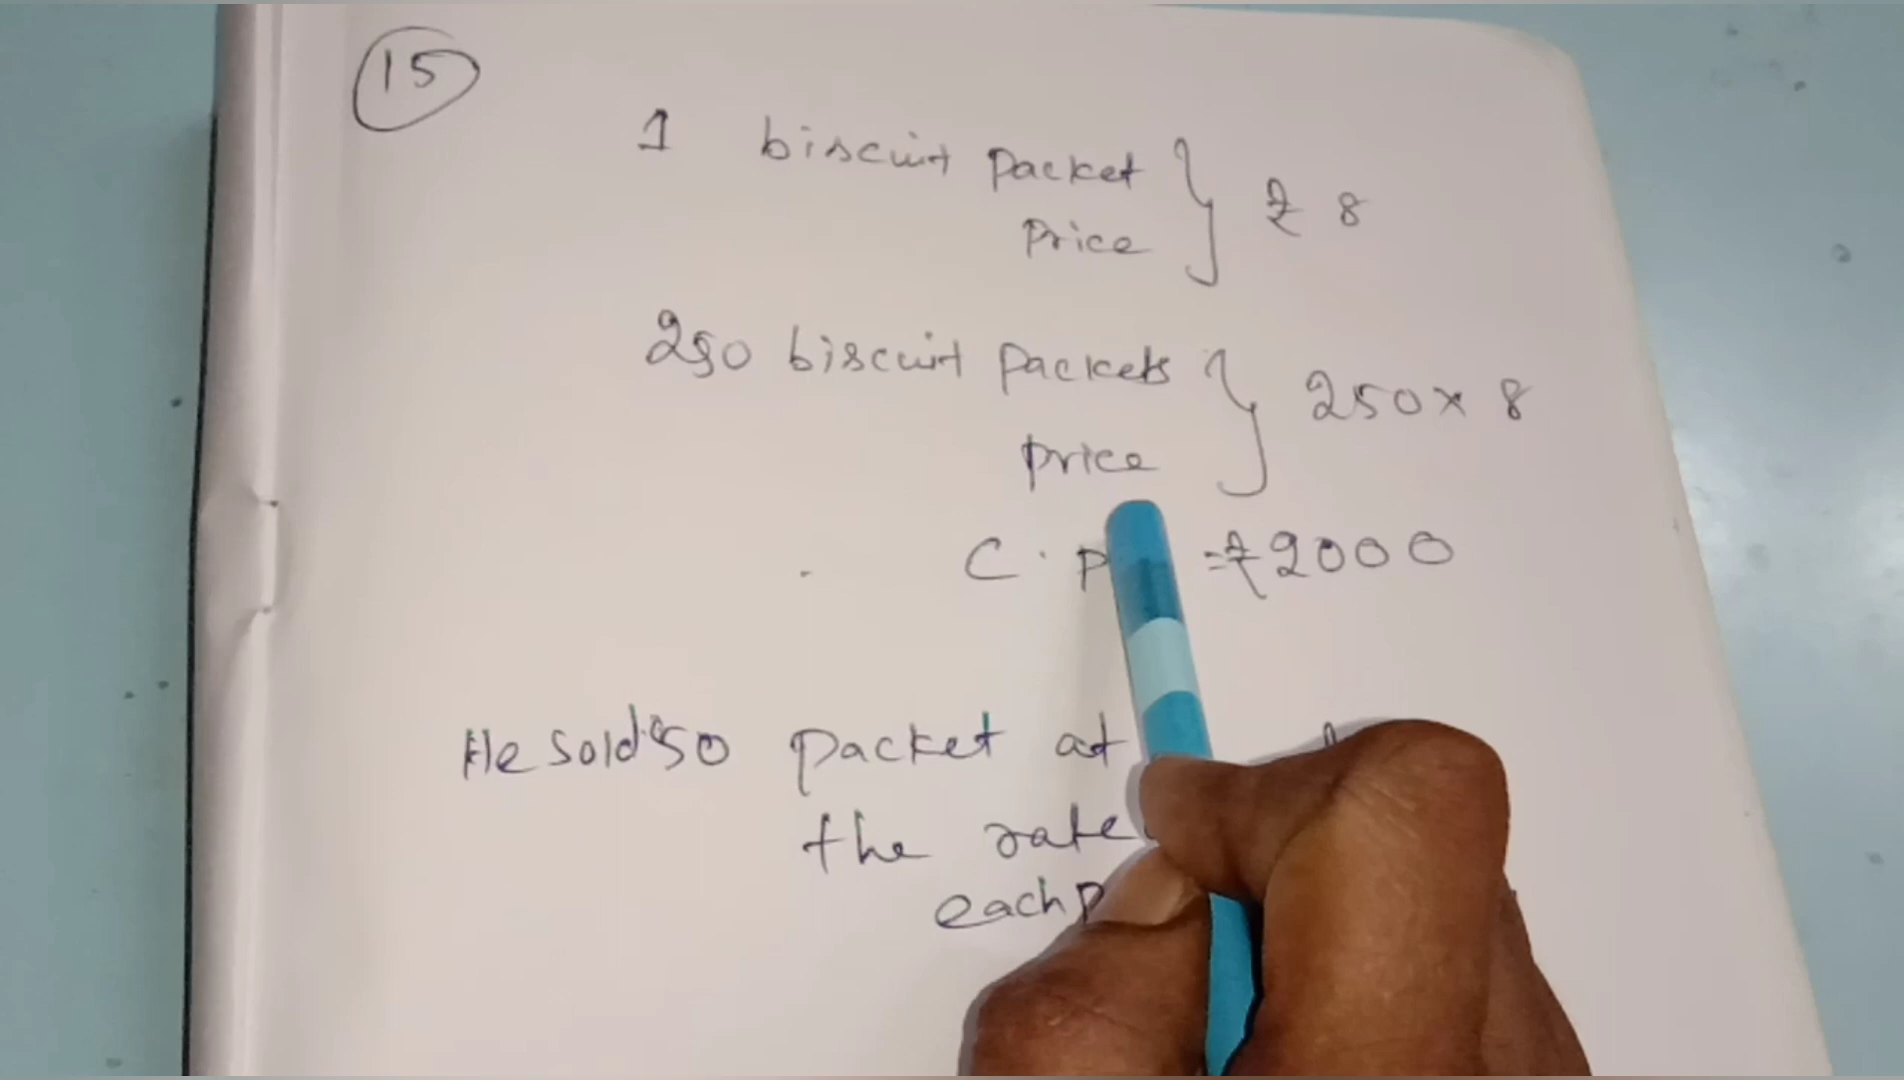 15
1 biscuit packet
price } ₹ 8
250 biscuit packets
price } 250 × 8
C.P = ₹2000
He sold 50 packet at
the rate
each